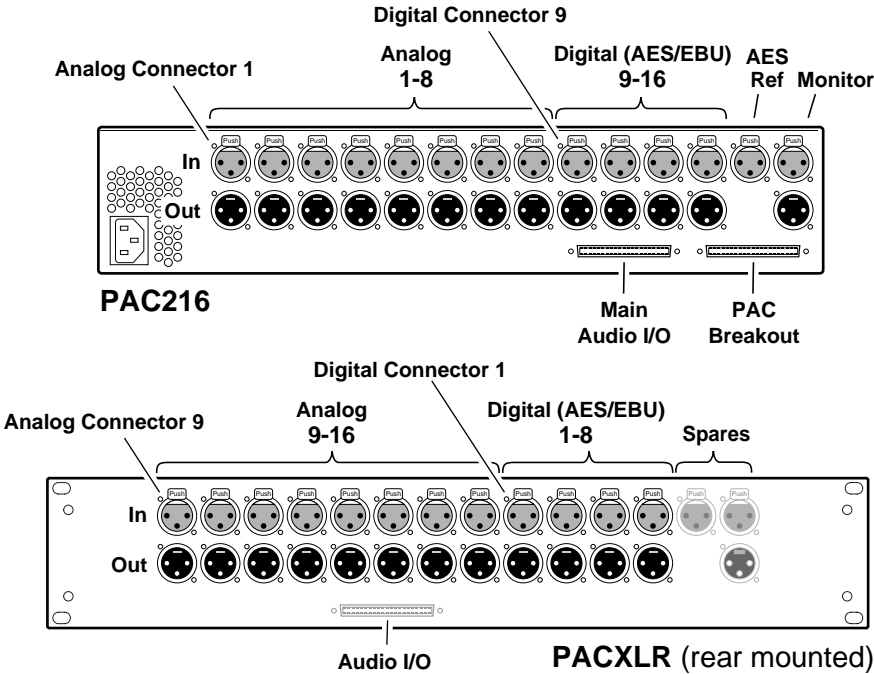 Digital Connector 9
Analog Connector 1
Analog
1-8
Digital (AES/EBU)
9-16
AES
Ref
Monitor
Push Push Push Push Push Push Push Push Push Push Push Push Push Push
In
Out
PAC216
Main
Audio I/O
PAC
Breakout
Digital Connector 1
Analog Connector 9
Analog
9-16
Digital (AES/EBU)
1-8
Spares
Push Push Push Push Push Push Push Push Push Push Push Push Push Push
In
Out
Audio I/O
PACXLR (rear mounted)